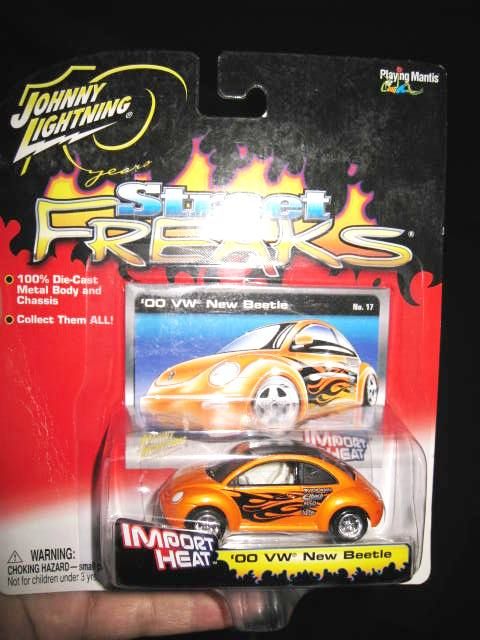 JOHNNY
LIGHTNING®
years
Playing Mantis
Street
FREAKS®
100% Die-Cast
Metal Body and
Chassis
Collect Them ALL!
'00 VW® New Beetle
No. 17
IMPORT
HEAT
IMPORT
HEAT
'00 VW® New Beetle
WARNING:
CHOKING HAZARD—small
Not for children under 3 yrs